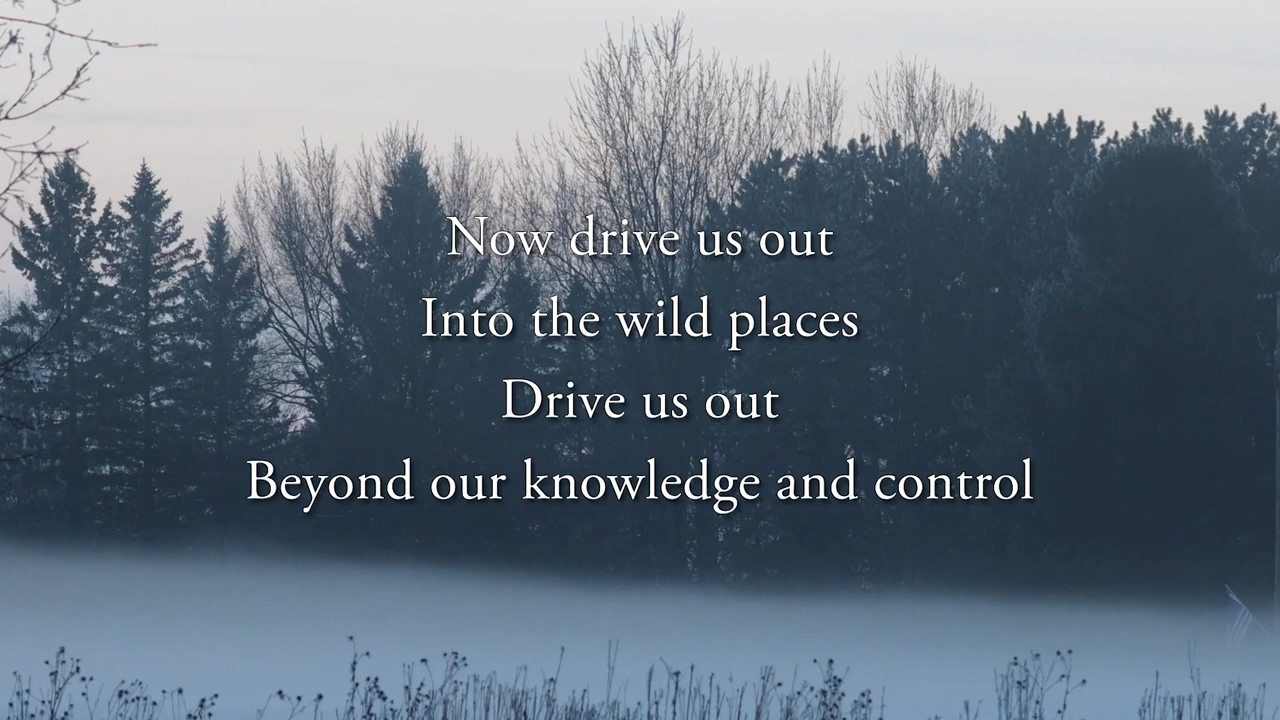 Now drive us out
Into the wild places
Drive us out
Beyond our knowledge and control